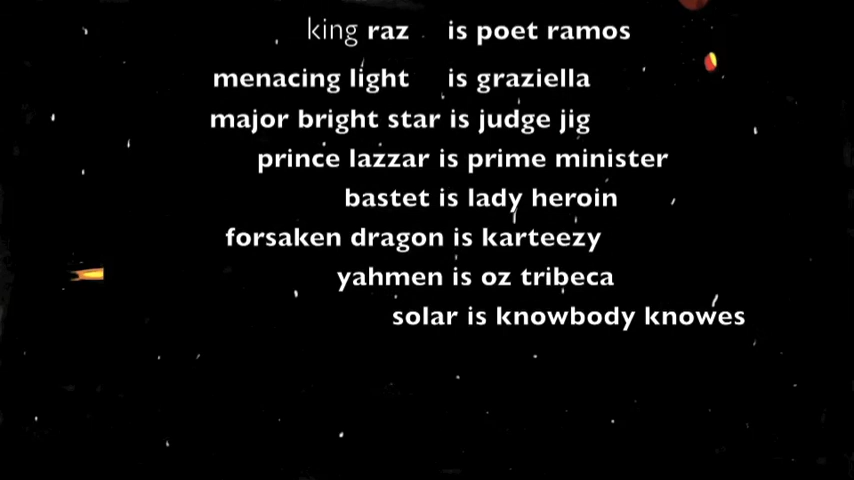 king raz is poet ramos
menacing light is graziella
major bright star is judge jig
prince lazzar is prime minister
bastet is lady heroin
forsaken dragon is karteezy
yahmen is oz tribeca
solar is knowbody knowes